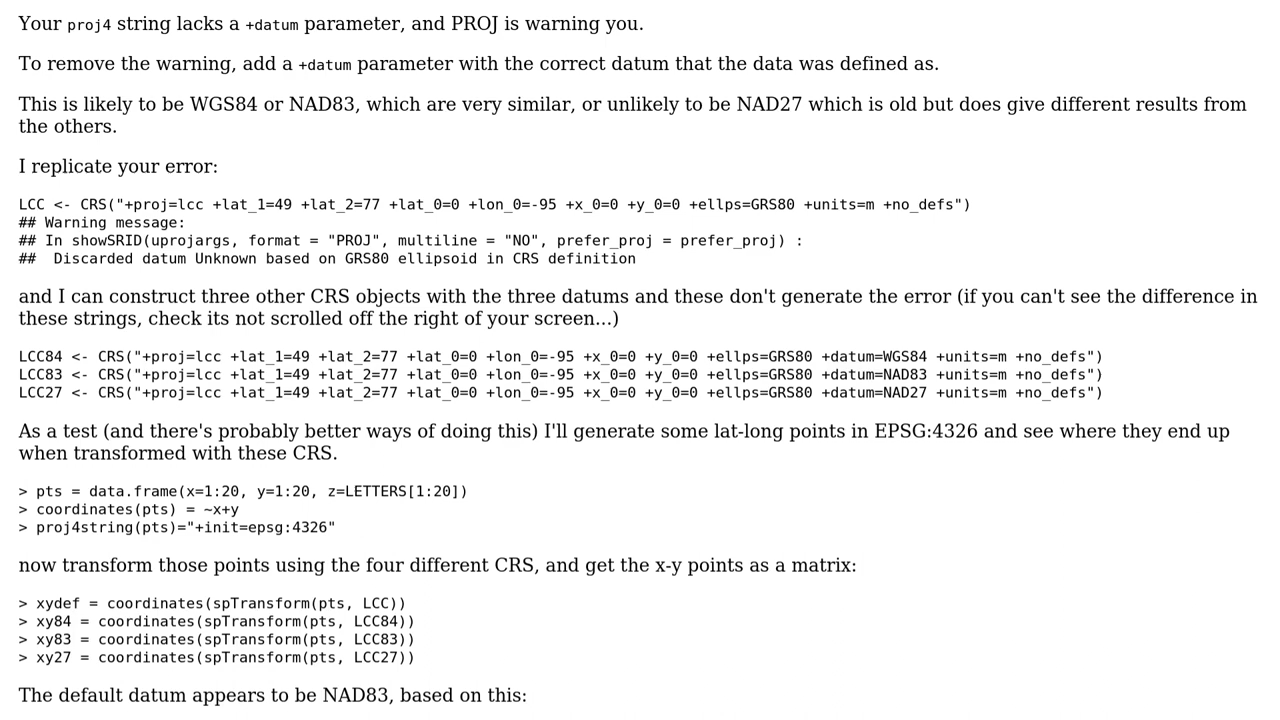 Your proj4 string lacks a +datum parameter, and PROJ is warning you.
To remove the warning, add a +datum parameter with the correct datum that the data was defined as.
This is likely to be WGS84 or NAD83, which are very similar, or unlikely to be NAD27 which is old but does give different results from
the others.
I replicate your error:
LCC <- CRS("+proj=lcc +lat_1=49 +lat_2=77 +lat_0=0 +lon_0=-95 +x_0=0 +y_0=0 +ellps=GRS80 +units=m +no_defs")
## Warning message:
## In showSRID(uprojargs, format = "PROJ", multiline = "NO", prefer_proj = prefer_proj) :
##  Discarded datum Unknown based on GRS80 ellipsoid in CRS definition
and I can construct three other CRS objects with the three datums and these don't generate the error (if you can't see the difference in
these strings, check its not scrolled off the right of your screen...)
LCC84 <- CRS("+proj=lcc +lat_1=49 +lat_2=77 +lat_0=0 +lon_0=-95 +x_0=0 +y_0=0 +ellps=GRS80 +datum=WGS84 +units=m +no_defs")
LCC83 <- CRS("+proj=lcc +lat_1=49 +lat_2=77 +lat_0=0 +lon_0=-95 +x_0=0 +y_0=0 +ellps=GRS80 +datum=NAD83 +units=m +no_defs")
LCC27 <- CRS("+proj=lcc +lat_1=49 +lat_2=77 +lat_0=0 +lon_0=-95 +x_0=0 +y_0=0 +ellps=GRS80 +datum=NAD27 +units=m +no_defs")
As a test (and there's probably better ways of doing this) I'll generate some lat-long points in EPSG:4326 and see where they end up
when transformed with these CRS.
> pts = data.frame(x=1:20, y=1:20, z=LETTERS[1:20])
> coordinates(pts) = ~x+y
> proj4string(pts)="+init=epsg:4326"
now transform those points using the four different CRS, and get the x-y points as a matrix:
> xydef = coordinates(spTransform(pts, LCC))
> xy84 = coordinates(spTransform(pts, LCC84))
> xy83 = coordinates(spTransform(pts, LCC83))
> xy27 = coordinates(spTransform(pts, LCC27))
The default datum appears to be NAD83, based on this: